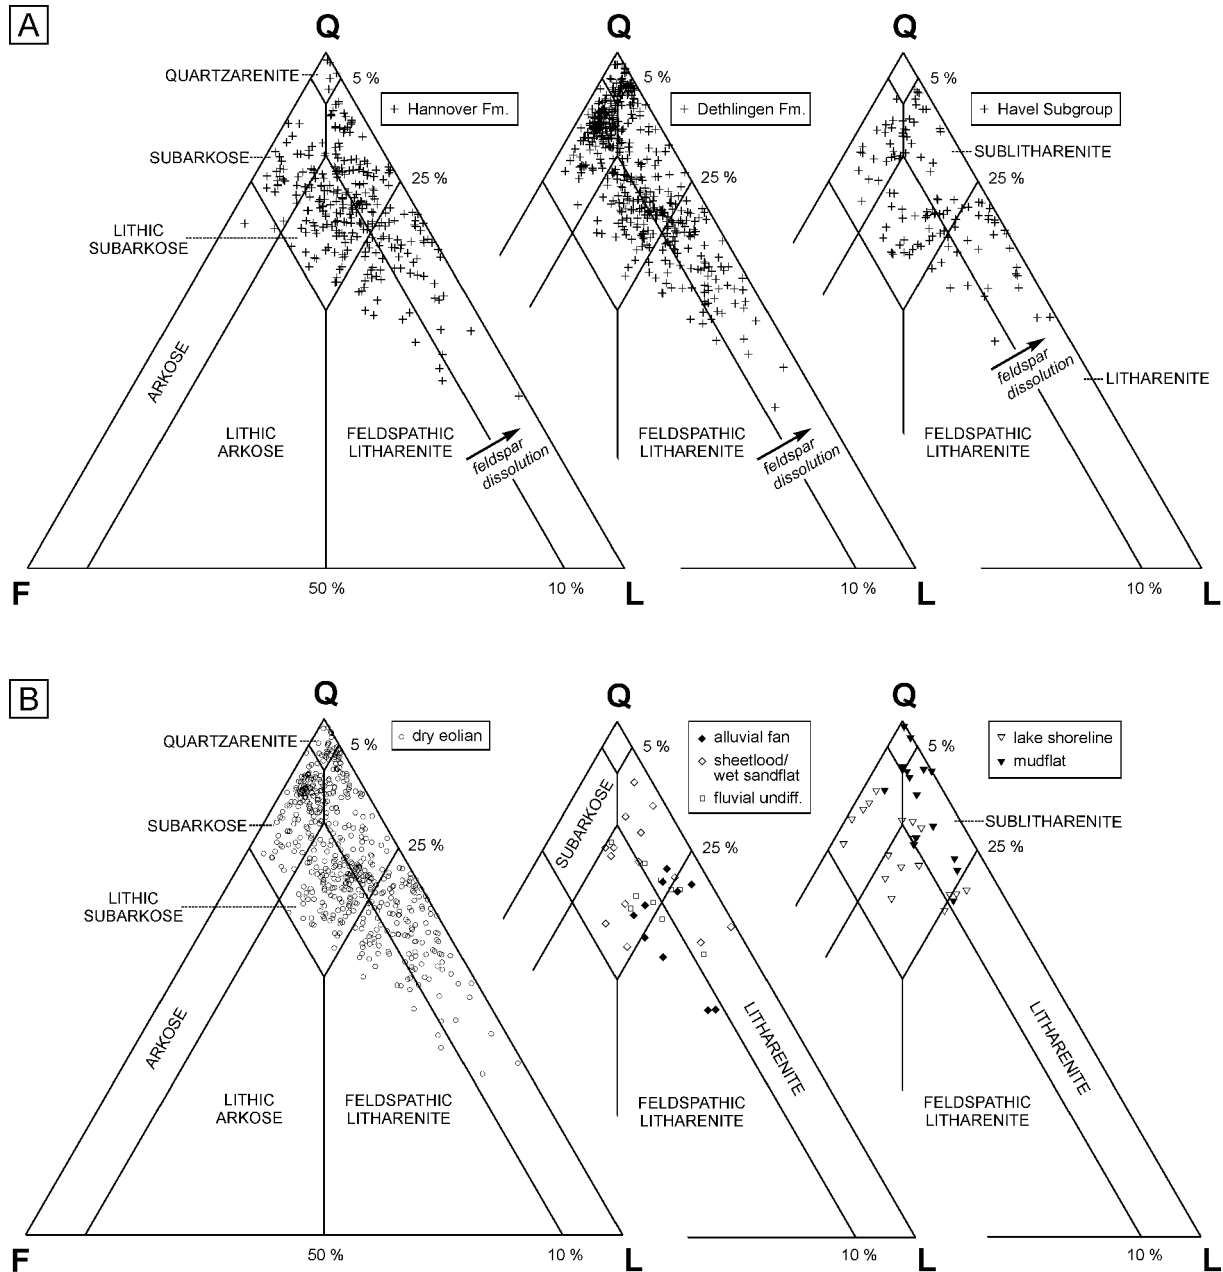 A
Q
Q
Q
QUARTZARENITE
5 %
5 %
5 %
+ Hannover Fm.
+ Dethlingen Fm.
+ Havel Subgroup
SUBARKOSE
SUBLITHARENITE
25 %
25 %
25 %
LITHIC
SUBARKOSE
ARKOSE
feldspar
dissolution
LITHARENITE
LITHIC
ARKOSE
FELDSPATHIC
LITHARENITE
feldspar
dissolution
FELDSPATHIC
LITHARENITE
feldspar
dissolution
FELDSPATHIC
LITHARENITE
F
50 %
10 %
L
10 %
L
10 %
L
B
Q
Q
Q
QUARTZARENITE
5 %
dry eolian
5 %
alluvial fan
sheetlood/
wet sandflat
fluvial undiff.
5 %
lake shoreline
mudflat
SUBARKOSE
SUBARKOSE
SUBLITHARENITE
25 %
25 %
25 %
LITHIC
SUBARKOSE
ARKOSE
LITHARENITE
LITHARENITE
LITHIC
ARKOSE
FELDSPATHIC
LITHARENITE
FELDSPATHIC
LITHARENITE
FELDSPATHIC
LITHARENITE
F
50 %
10 %
L
10 %
L
10 %
L